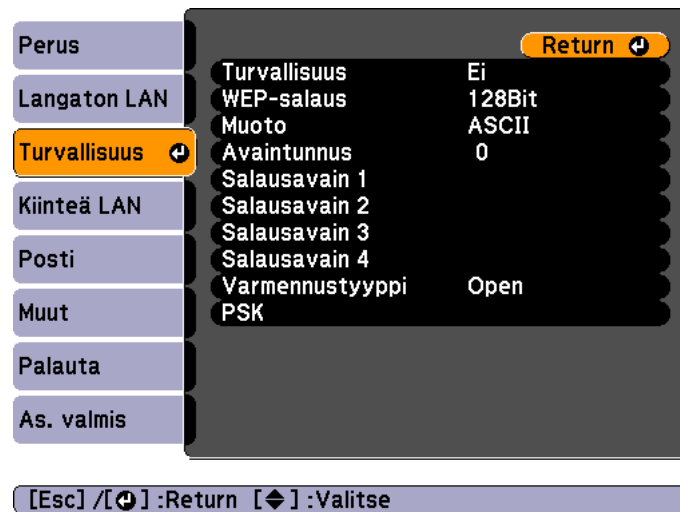 Perus
Langaton LAN
Turvallisuus
Kiinteä LAN
Posti
Muut
Palauta
As. valmis
Return
Turvallisuus Ei
WEP-salaus 128Bit
Muoto ASCII
Avaintunnus 0
Salausavain 1
Salausavain 2
Salausavain 3
Salausavain 4
Varmennustyyppi Open
PSK
[Esc] /[⏎] :Return [◆] :Valitse